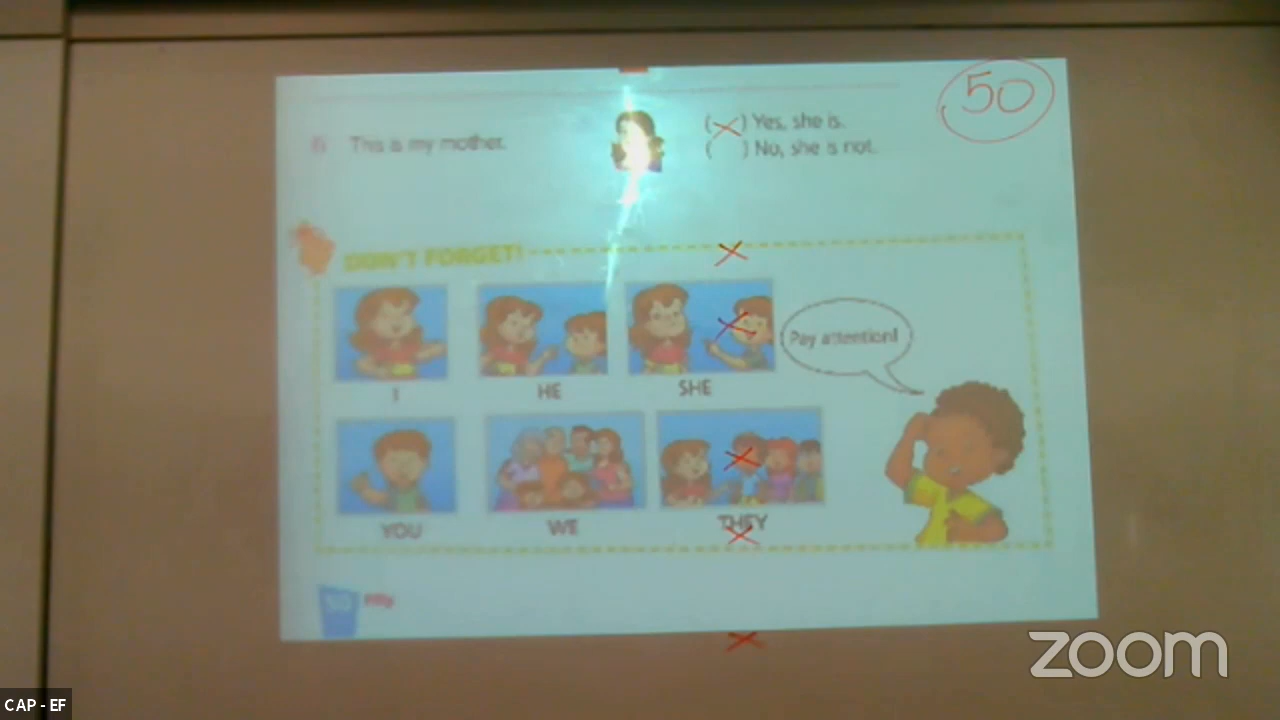 50
This is my mother.
(X) Yes, she is.
( ) No, she is not.
DON'T FORGET!
I
HE
SHE
Pay attention!
YOU
WE
THEY
50 Fifty
zoom
CAP - EF